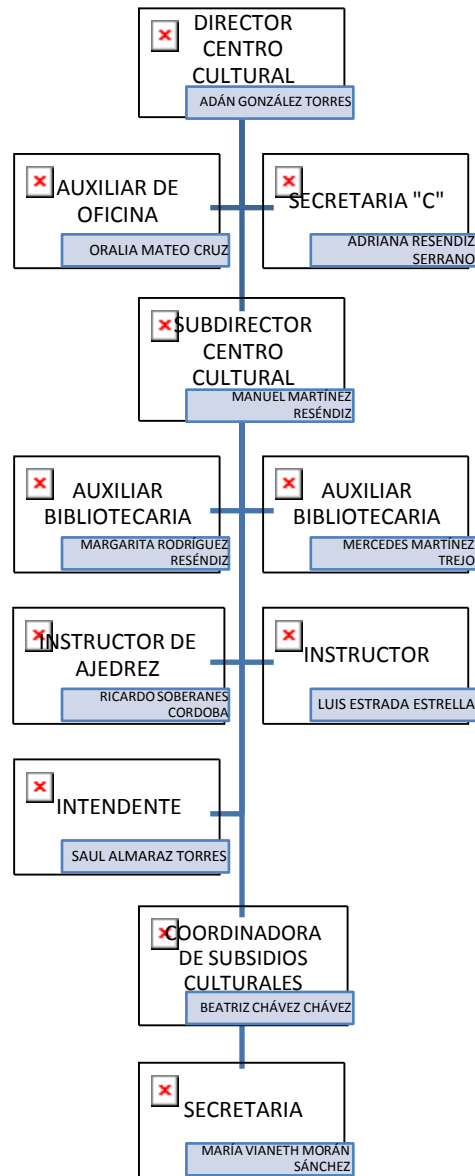 DIRECTOR
CENTRO
CULTURAL
ADÁN GONZÁLEZ TORRES
AUXILIAR DE
OFICINA
ORALIA MATEO CRUZ
SECRETARIA "C"
ADRIANA RESENDIZ
SERRANO
SUBDIRECTOR
CENTRO
CULTURAL
MANUEL MARTÍNEZ
RESÉNDIZ
AUXILIAR
BIBLIOTECARIA
MARGARITA RODRÍGUEZ
RESÉNDIZ
AUXILIAR
BIBLIOTECARIA
MERCEDES MARTÍNEZ
TREJO
INSTRUCTOR DE
AJEDREZ
RICARDO SOBERANES
CORDOBA
INSTRUCTOR
LUIS ESTRADA ESTRELLA
INTENDENTE
SAUL ALMARAZ TORRES
COORDINADORA
DE SUBSIDIOS
CULTURALES
BEATRIZ CHÁVEZ CHÁVEZ
SECRETARIA
MARÍA VIANETH MORÁN
SÁNCHEZ